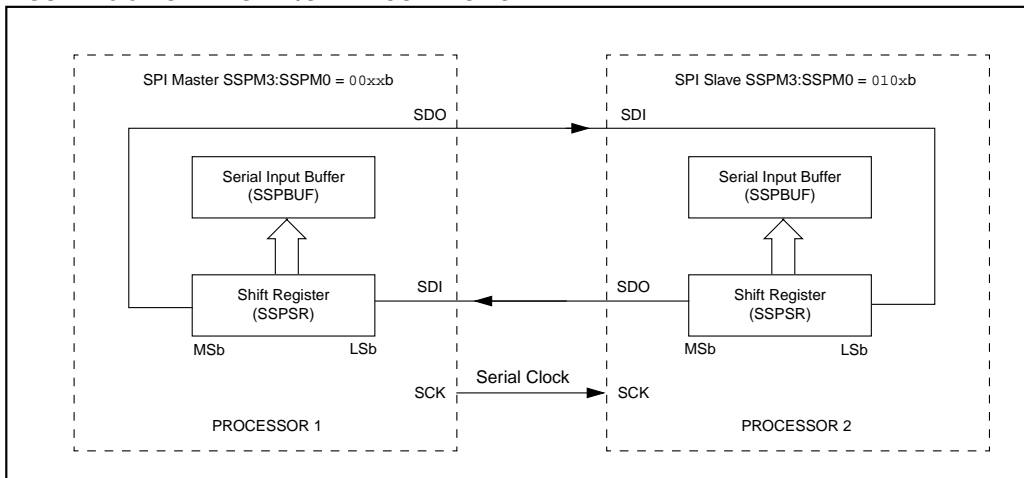 SPI Master SSPM3:SSPM0 = 00xxb
SDO
Serial Input Buffer
(SSPBUF)
Shift Register
(SSPSR)
MSb
LSb
SDI
SCK
PROCESSOR 1
Serial Clock
SPI Slave SSPM3:SSPM0 = 010xb
SDI
Serial Input Buffer
(SSPBUF)
SDO
Shift Register
(SSPSR)
MSb
LSb
SCK
PROCESSOR 2